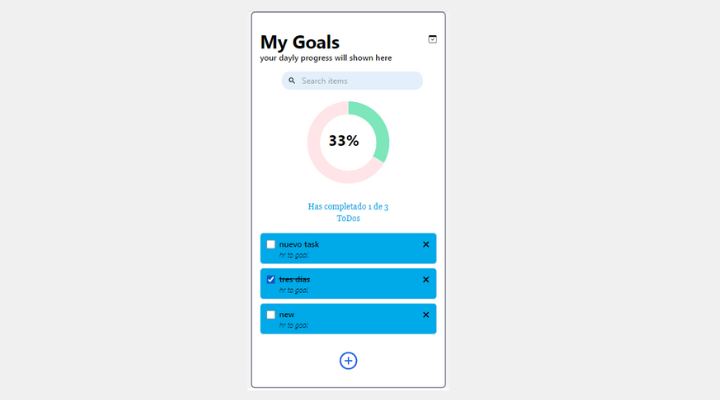 My Goals
your dayly progress will shown here
Search items
33%
Has completado 1 de 3
ToDos
nuevo task
hr to goal
tres dias
hr to goal
new
hr to goal